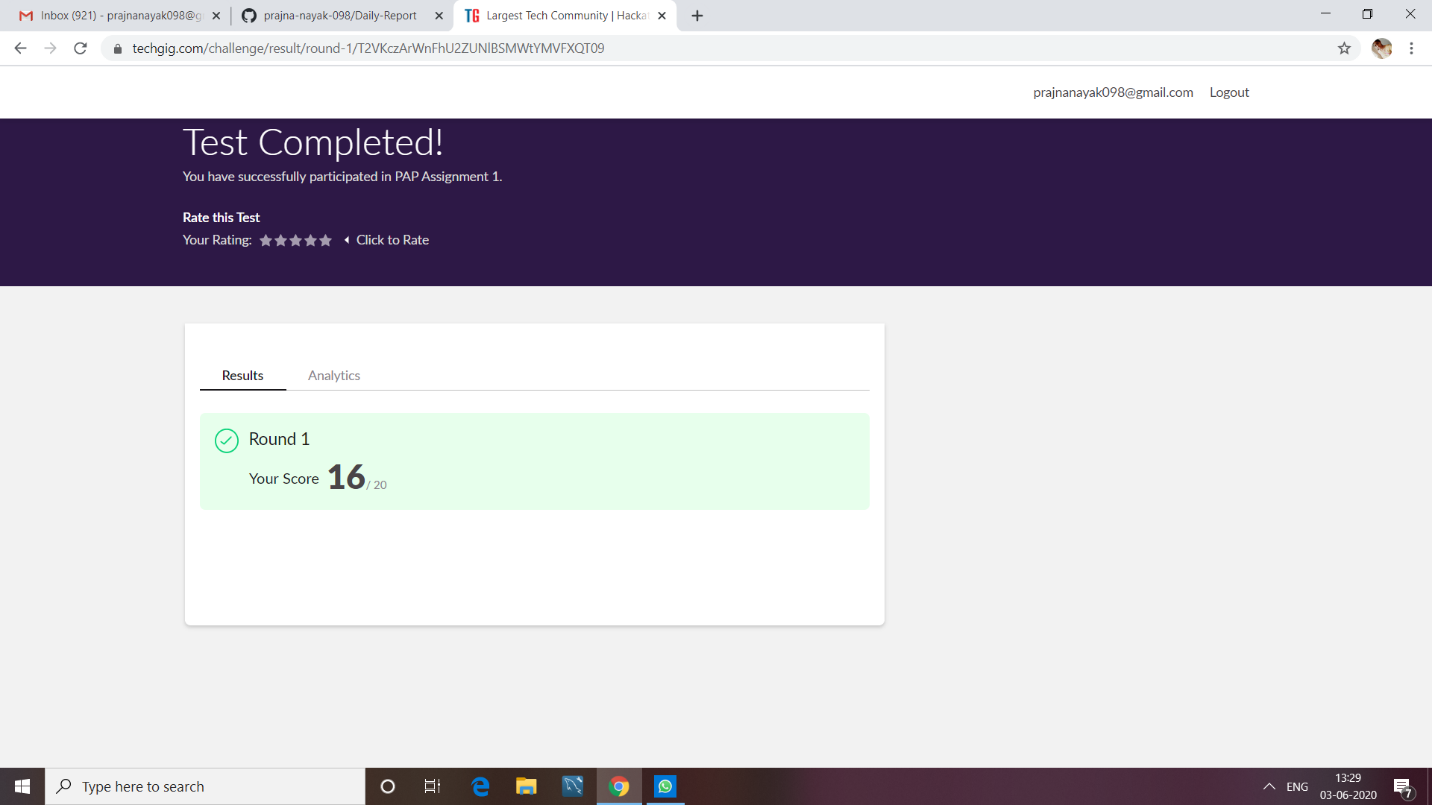 Inbox (921) - prajnanayak098@g
prajna-nayak-098/Daily-Report
TG Largest Tech Community | Hacka
techgig.com/challenge/result/round-1/T2VKczArWnFhU2ZUNlBSMWtYMVFXQT09
prajnanayak098@gmail.com Logout
Test Completed!
You have successfully participated in PAP Assignment 1.
Rate this Test
Your Rating: Click to Rate
Results Analytics
Round 1
Your Score 16 / 20
Type here to search
ENG
13:29
03-06-2020
7